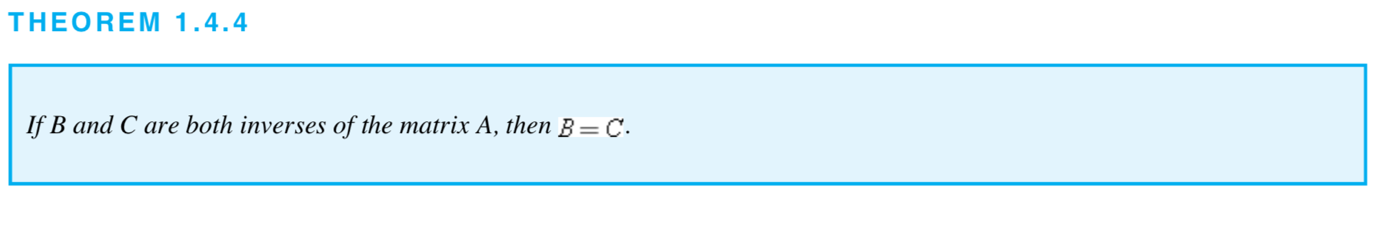 THEOREM 1.4.4
If B and C are both inverses of the matrix A, then B = C.